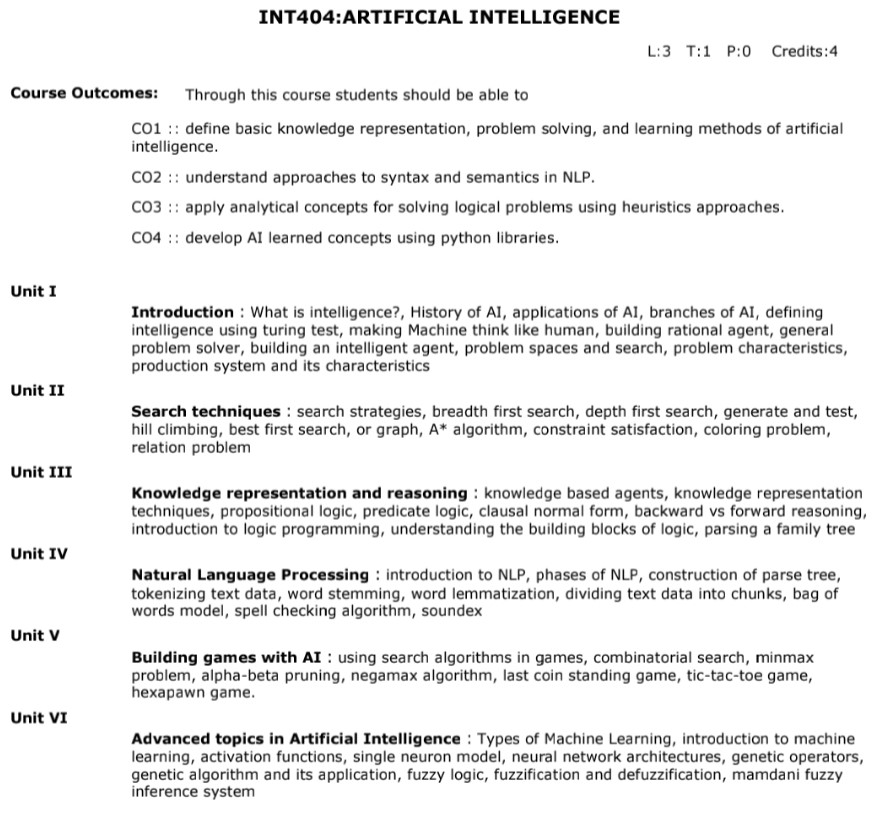 INT404:ARTIFICIAL INTELLIGENCE
L:3 T:1 P:0 Credits:4
Course Outcomes: Through this course students should be able to
CO1 :: define basic knowledge representation, problem solving, and learning methods of artificial
intelligence.
CO2 :: understand approaches to syntax and semantics in NLP.
CO3 :: apply analytical concepts for solving logical problems using heuristics approaches.
CO4 :: develop AI learned concepts using python libraries.
Unit I
Introduction : What is intelligence?, History of AI, applications of AI, branches of AI, defining
intelligence using turing test, making Machine think like human, building rational agent, general
problem solver, building an intelligent agent, problem spaces and search, problem characteristics,
production system and its characteristics
Unit II
Search techniques : search strategies, breadth first search, depth first search, generate and test,
hill climbing, best first search, or graph, A* algorithm, constraint satisfaction, coloring problem,
relation problem
Unit III
Knowledge representation and reasoning : knowledge based agents, knowledge representation
techniques, propositional logic, predicate logic, clausal normal form, backward vs forward reasoning,
introduction to logic programming, understanding the building blocks of logic, parsing a family tree
Unit IV
Natural Language Processing : introduction to NLP, phases of NLP, construction of parse tree,
tokenizing text data, word stemming, word lemmatization, dividing text data into chunks, bag of
words model, spell checking algorithm, soundex
Unit V
Building games with AI : using search algorithms in games, combinatorial search, minmax
problem, alpha-beta pruning, negamax algorithm, last coin standing game, tic-tac-toe game,
hexapawn game.
Unit VI
Advanced topics in Artificial Intelligence : Types of Machine Learning, introduction to machine
learning, activation functions, single neuron model, neural network architectures, genetic operators,
genetic algorithm and its application, fuzzy logic, fuzzification and defuzzification, mamdani fuzzy
inference system